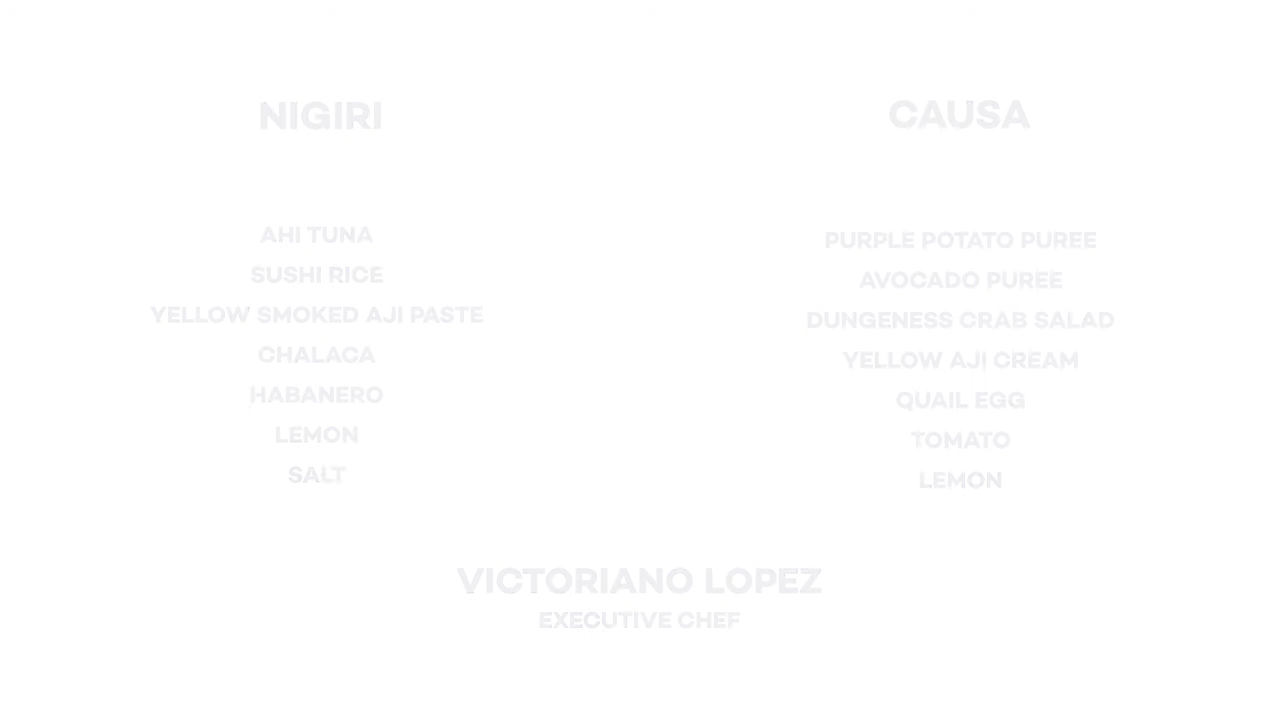 NIGIRI
AHI TUNA
SUSHI RICE
YELLOW SMOKED AJI PASTE
CHALACA
HABANERO
LEMON
SALT
CAUSA
PURPLE POTATO PUREE
AVOCADO PUREE
DUNGENESS CRAB SALAD
YELLOW AJI CREAM
QUAIL EGG
TOMATO
LEMON
VICTORIANO LOPEZ
EXECUTIVE CHEF